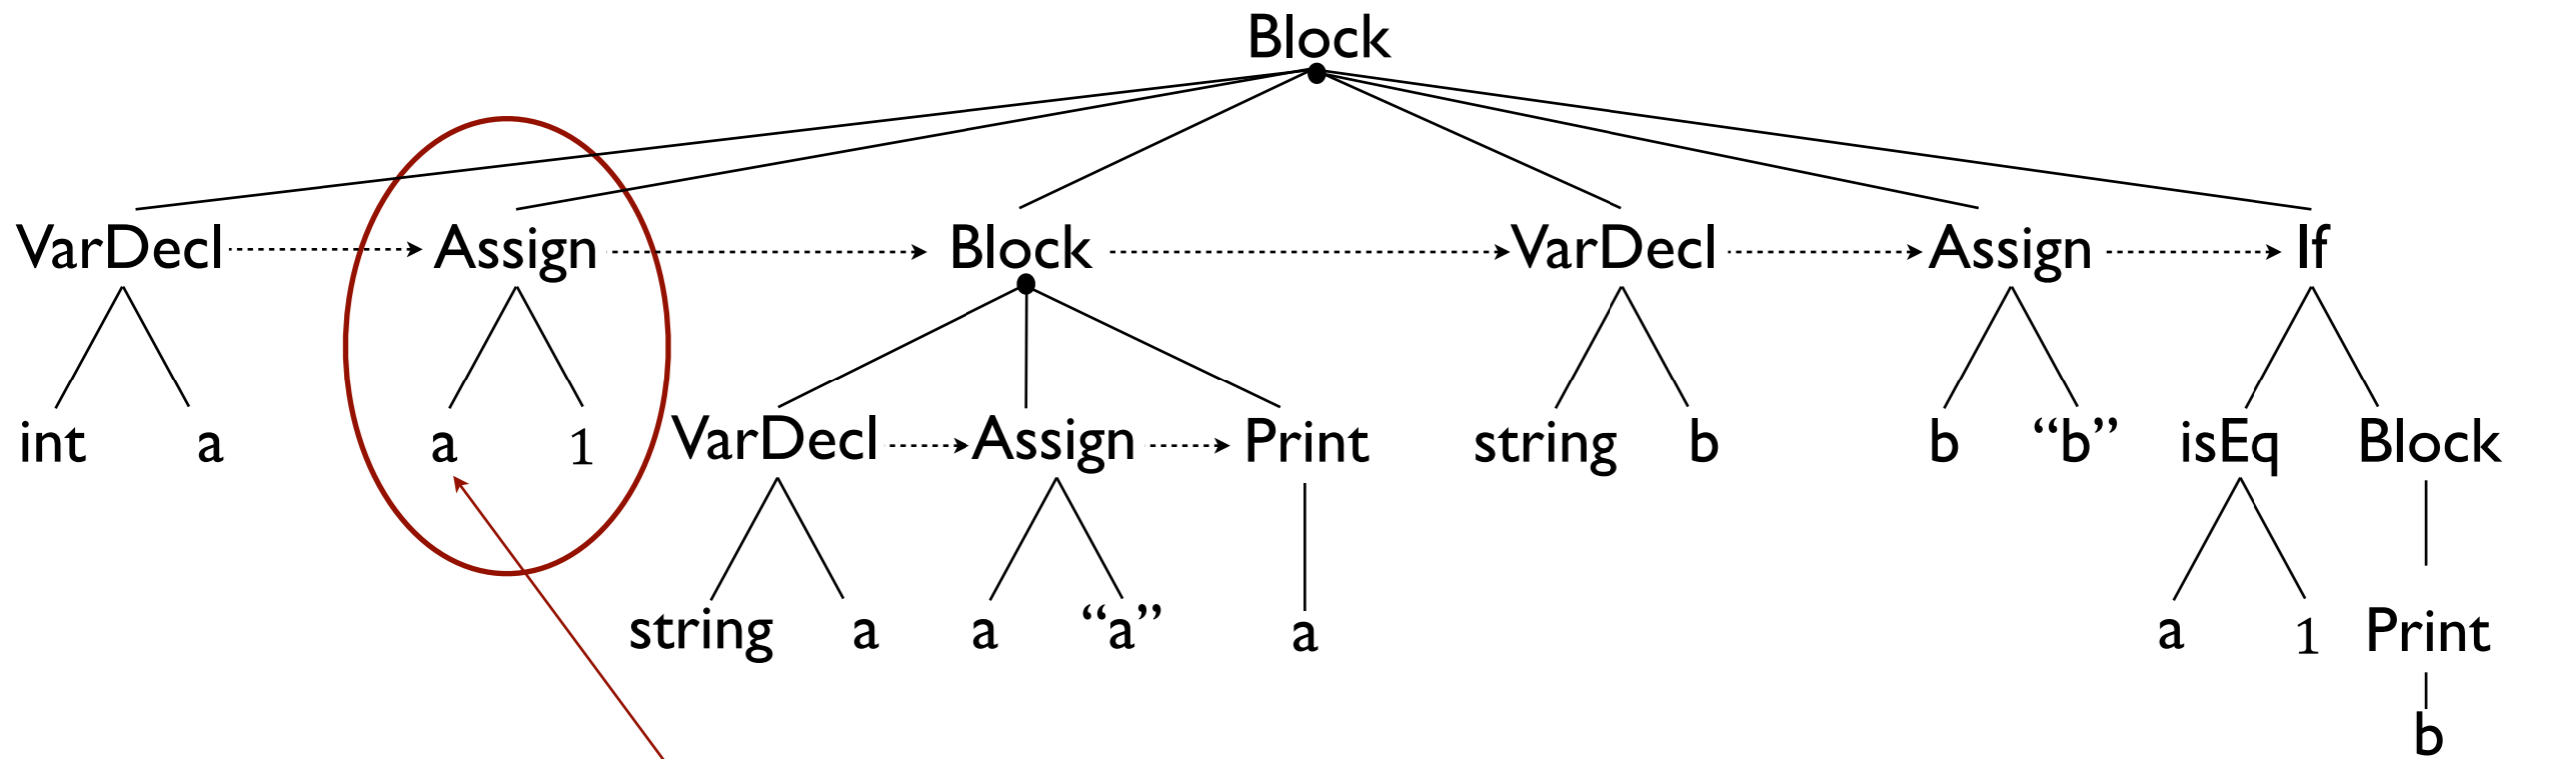 Block
VarDecl Assign Block VarDecl Assign If
int a a 1 VarDecl Assign Print string b b “b” isEq Block
string a a “a” a a 1 Print
b